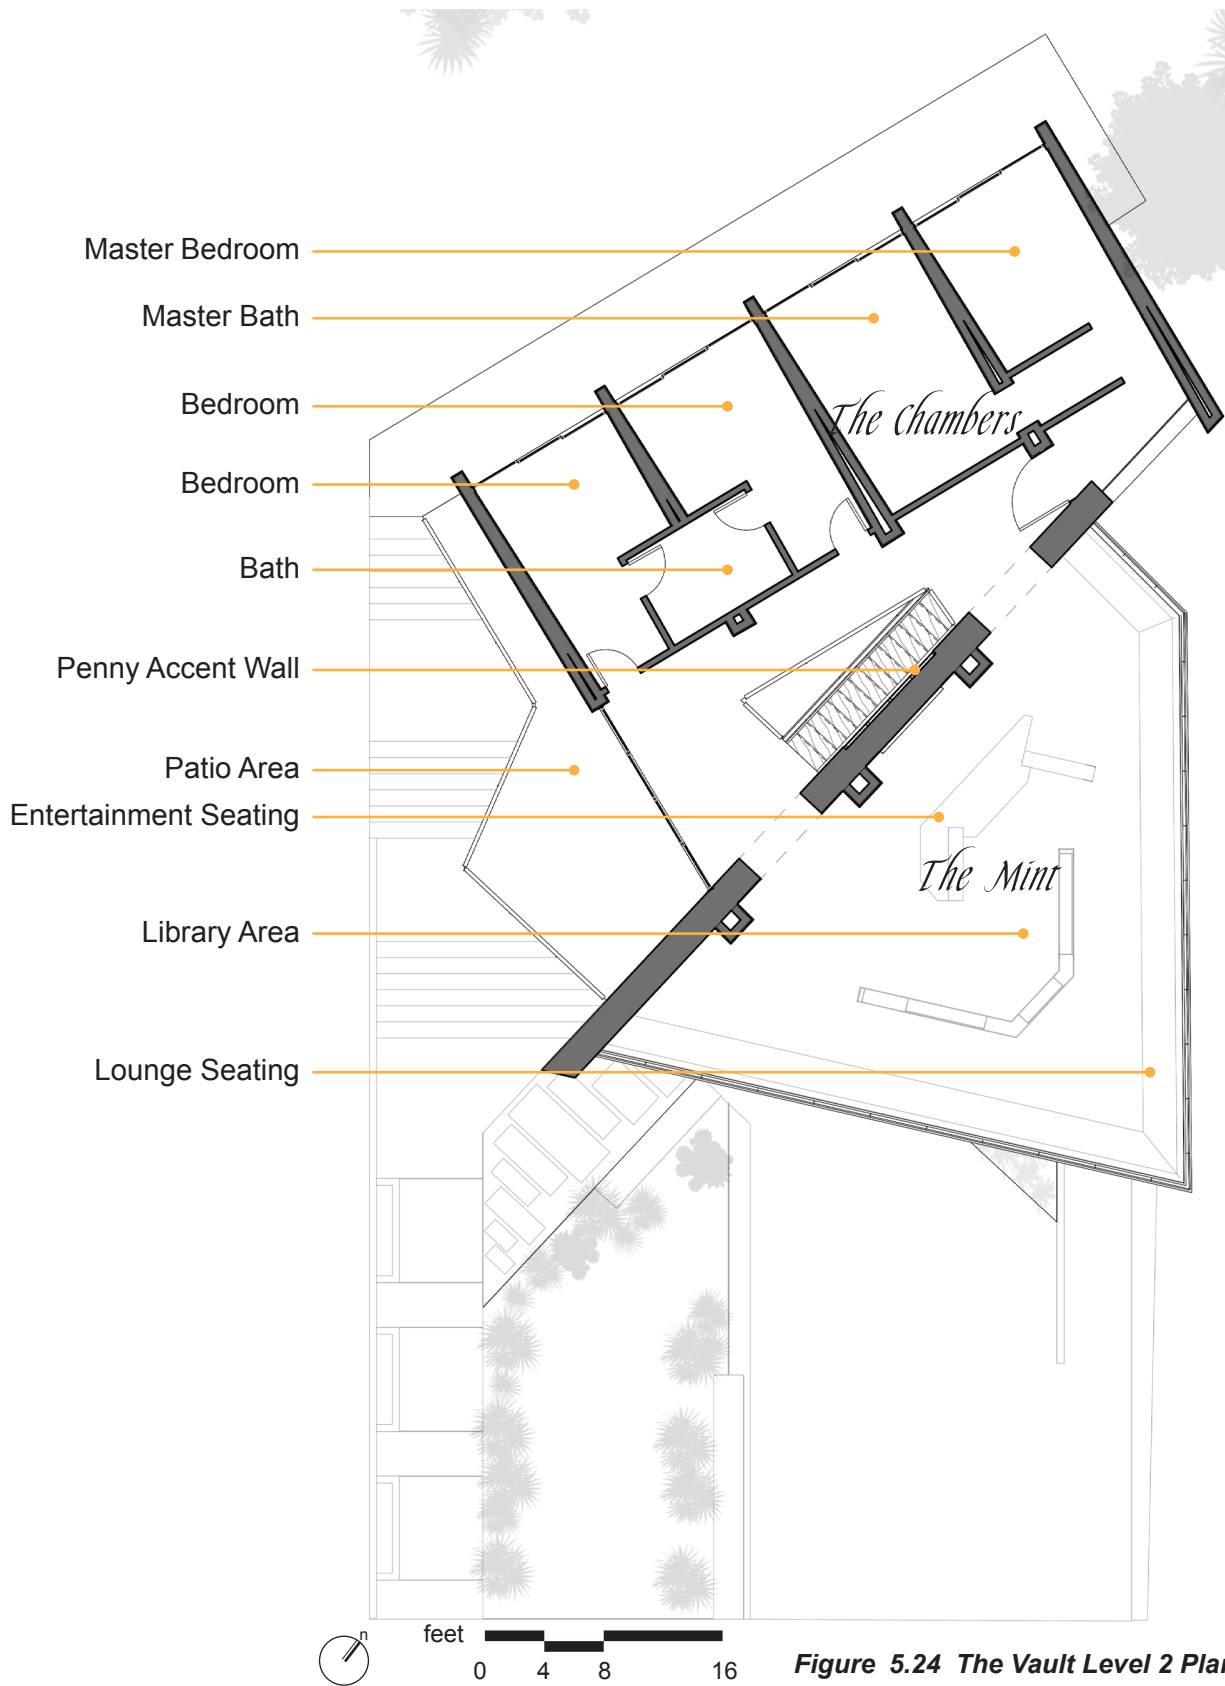 Master Bedroom
Master Bath
The Chambers
Bedroom
Bedroom
Bath
Penny Accent Wall
Patio Area
Entertainment Seating
The Mint
Library Area
Lounge Seating
n
feet
0 4 8 16
Figure 5.24 The Vault Level 2 Plan